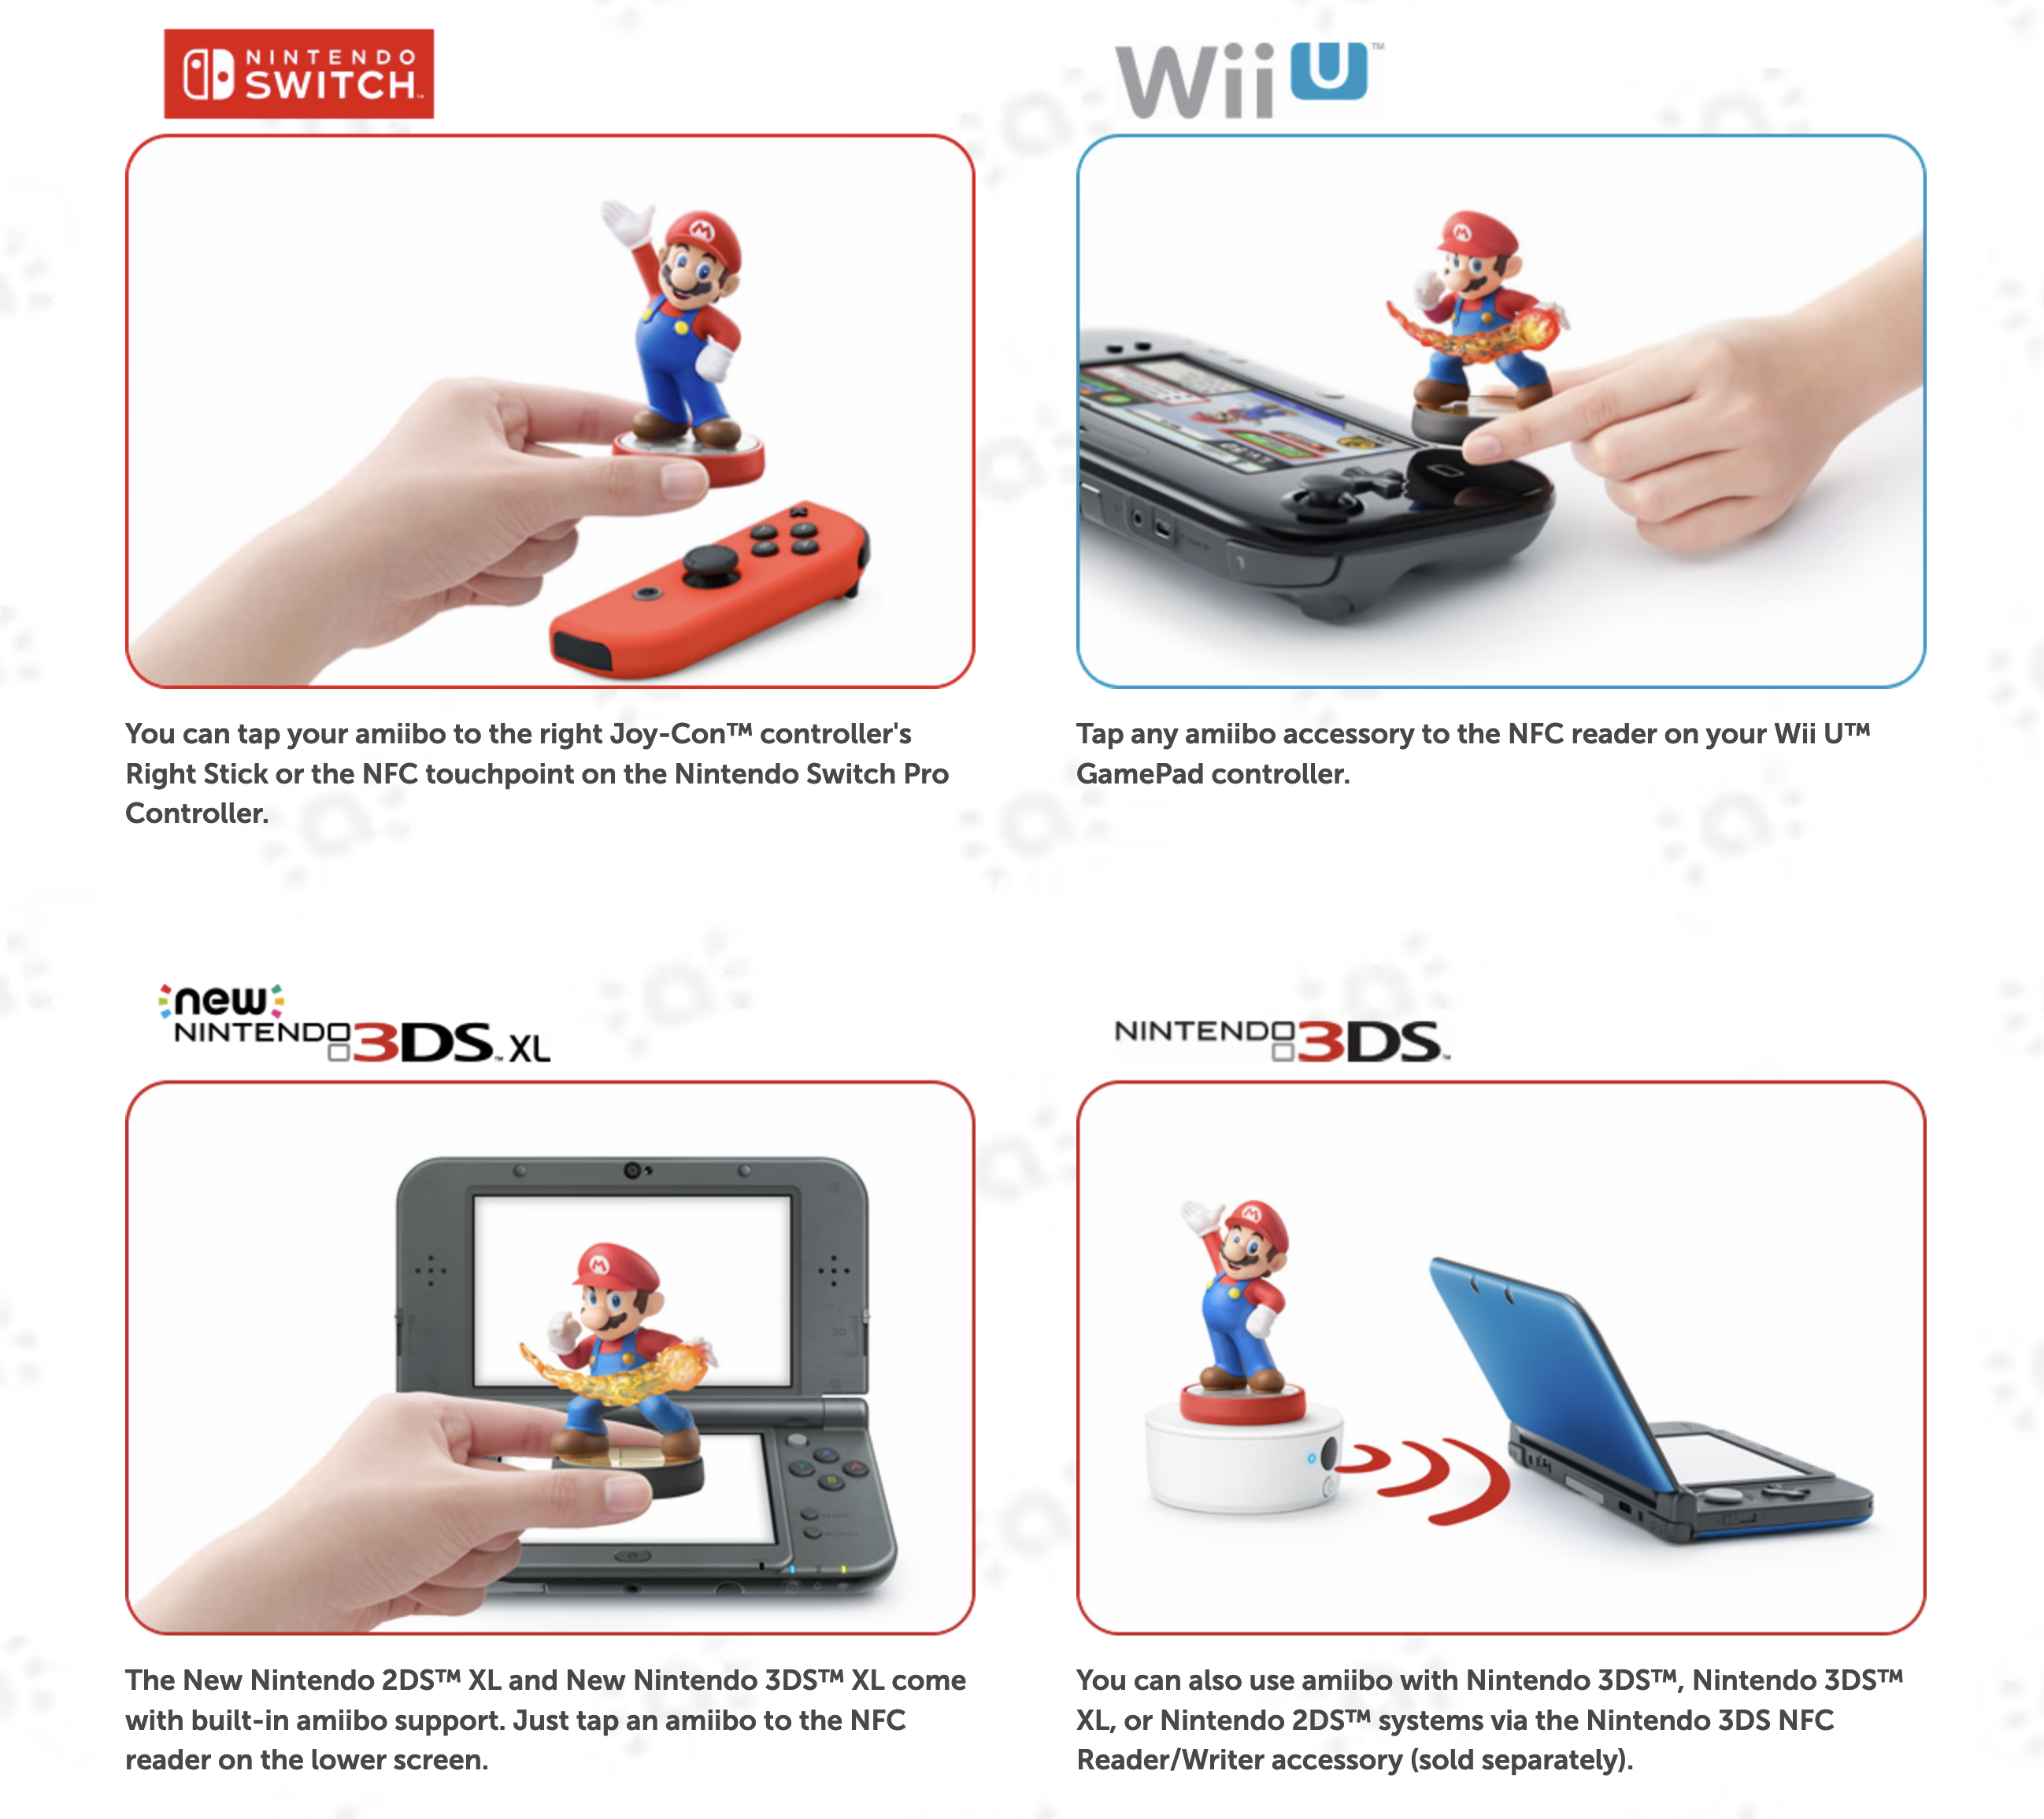 NINTENDO
SWITCH™
Wii U™
You can tap your amiibo to the right Joy-Con™ controller's
Right Stick or the NFC touchpoint on the Nintendo Switch Pro
Controller.
Tap any amiibo accessory to the NFC reader on your Wii U™
GamePad controller.
new
NINTENDO 3DS™ XL
NINTENDO 3DS™
The New Nintendo 2DS™ XL and New Nintendo 3DS™ XL come
with built-in amiibo support. Just tap an amiibo to the NFC
reader on the lower screen.
You can also use amiibo with Nintendo 3DS™, Nintendo 3DS™
XL, or Nintendo 2DS™ systems via the Nintendo 3DS NFC
Reader/Writer accessory (sold separately).